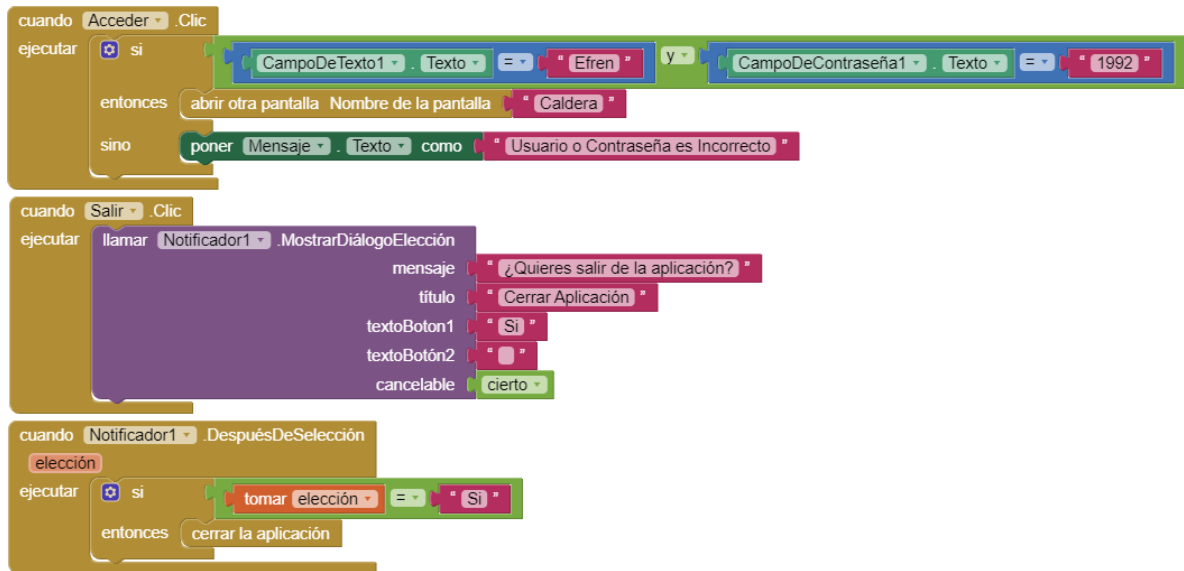 cuando Acceder .Clic
ejecutar si CampoDeTexto1 . Texto = " Efren " y CampoDeContraseña1 . Texto = " 1992 "
entonces abrir otra pantalla Nombre de la pantalla " Caldera "
sino poner Mensaje . Texto como " Usuario o Contraseña es Incorrecto "
cuando Salir .Clic
ejecutar llamar Notificador1 .MostrarDiálogoElección
mensaje " ¿Quieres salir de la aplicación? "
título " Cerrar Aplicación "
textoBoton1 " Si "
textoBotón2 " "
cancelable cierto
cuando Notificador1 .DespuésDeSelección
elección
ejecutar si tomar elección = " Si "
entonces cerrar la aplicación